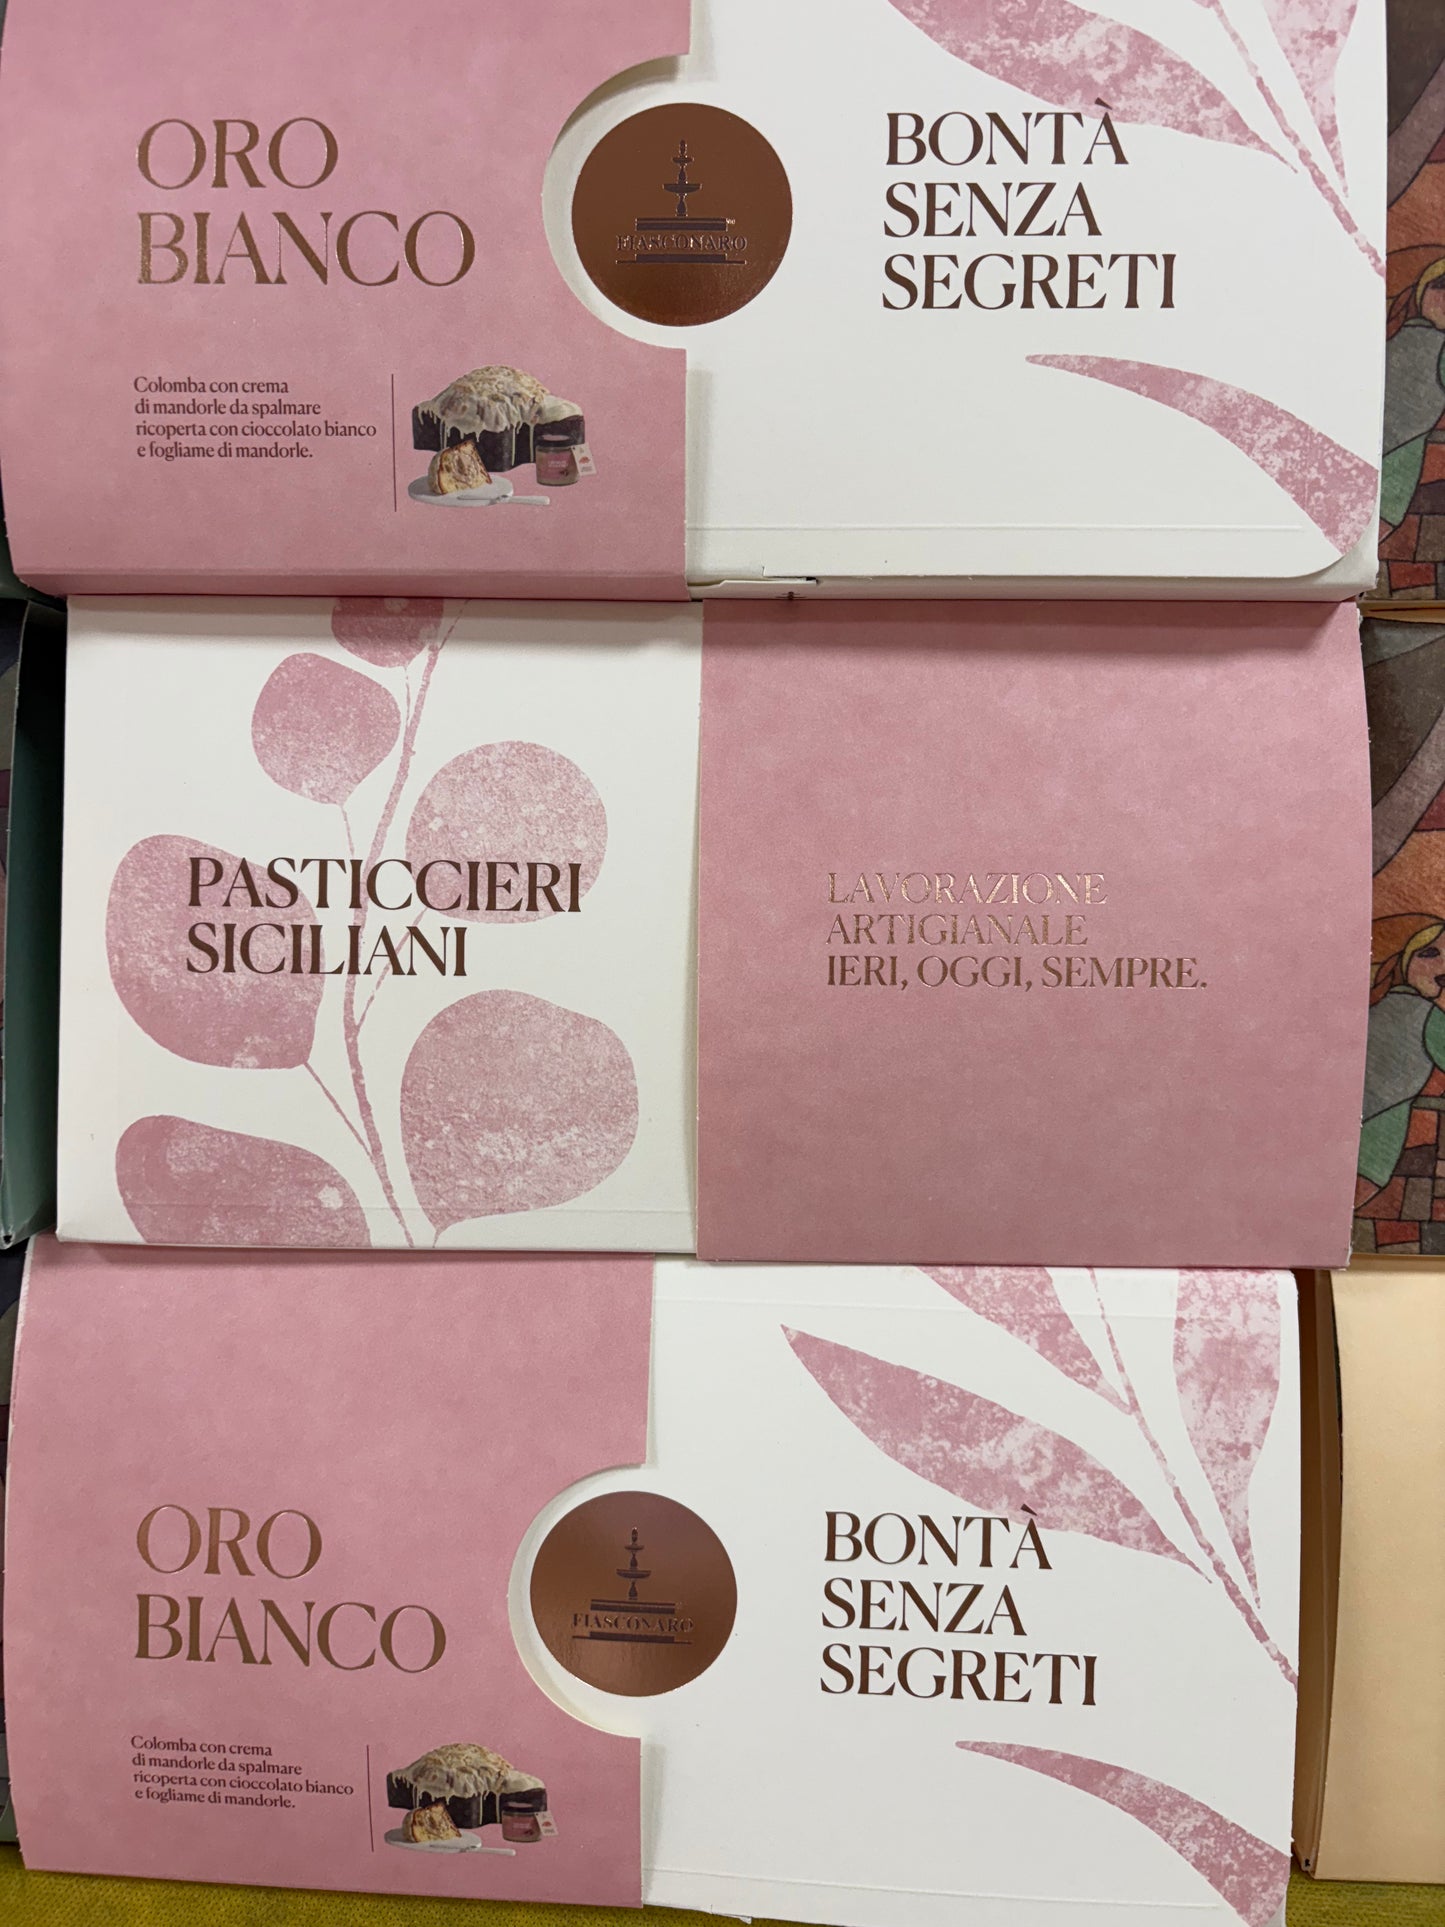 ORO
BIANCO
Colomba con crema
di mandorle da spalmare
ricoperta con cioccolato bianco
e fogliame di mandorle.
FIASCONARO
BONTÀ
SENZA
SEGRETI
PASTICCIERI
SICILIANI
LAVORAZIONE
ARTIGIANALE
IERI, OGGI, SEMPRE.
ORO
BIANCO
Colomba con crema
di mandorle da spalmare
ricoperta con cioccolato bianco
e fogliame di mandorle.
FIASCONARO
BONTÀ
SENZA
SEGRETI